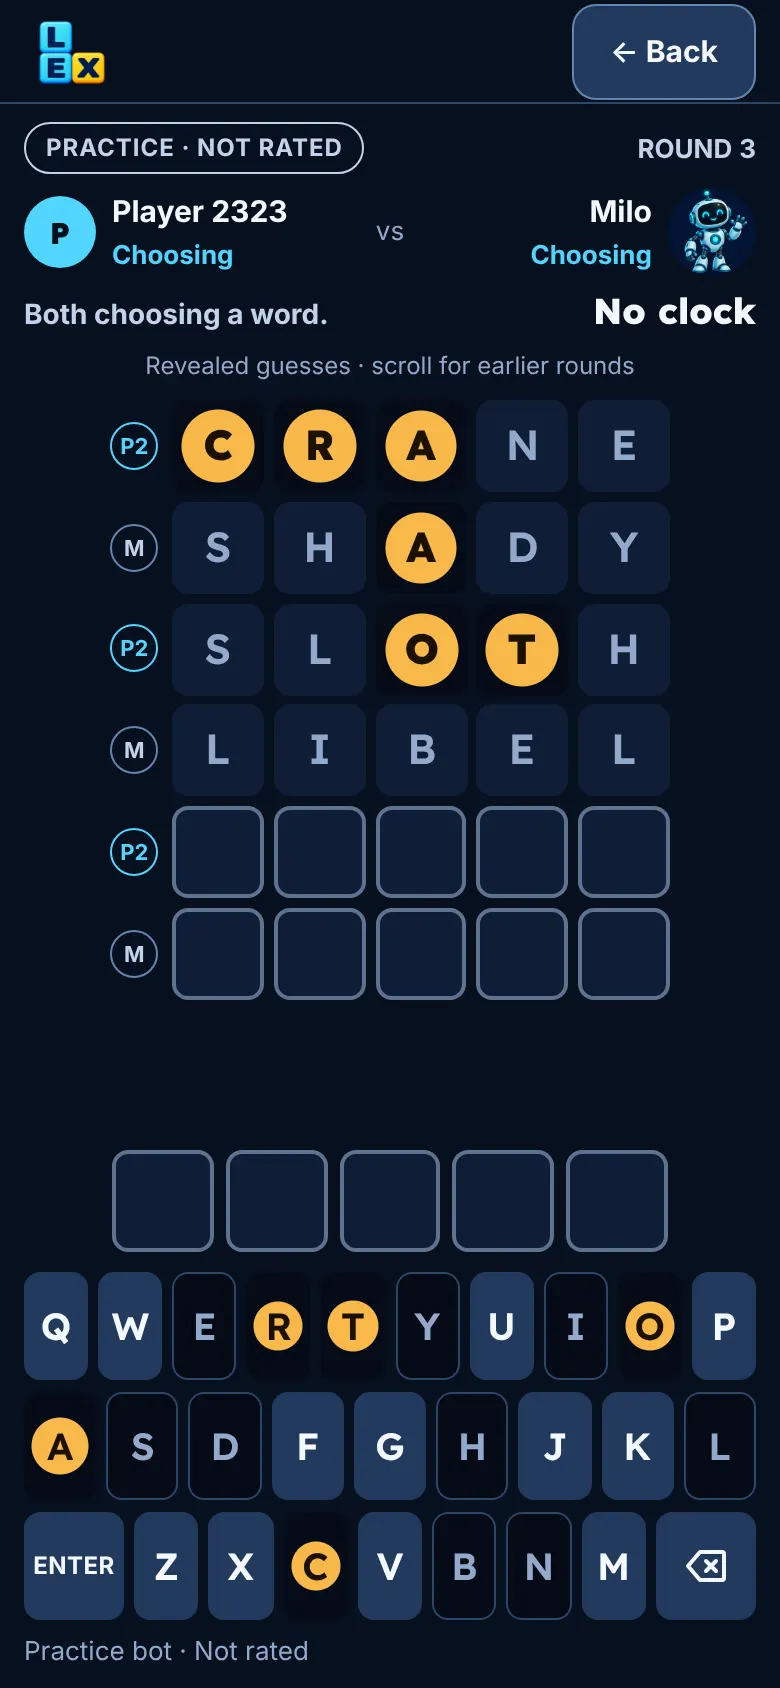 L
EX
← Back
PRACTICE · NOT RATED
ROUND 3
P
Player 2323
Choosing
vs
Milo
Choosing
Both choosing a word.
No clock
Revealed guesses · scroll for earlier rounds
P2 C R A N E
M S H A D Y
P2 S L O T H
M L I B E L
P2
M
Q W E R T Y U I O P
A S D F G H J K L
ENTER Z X C V B N M
Practice bot · Not rated